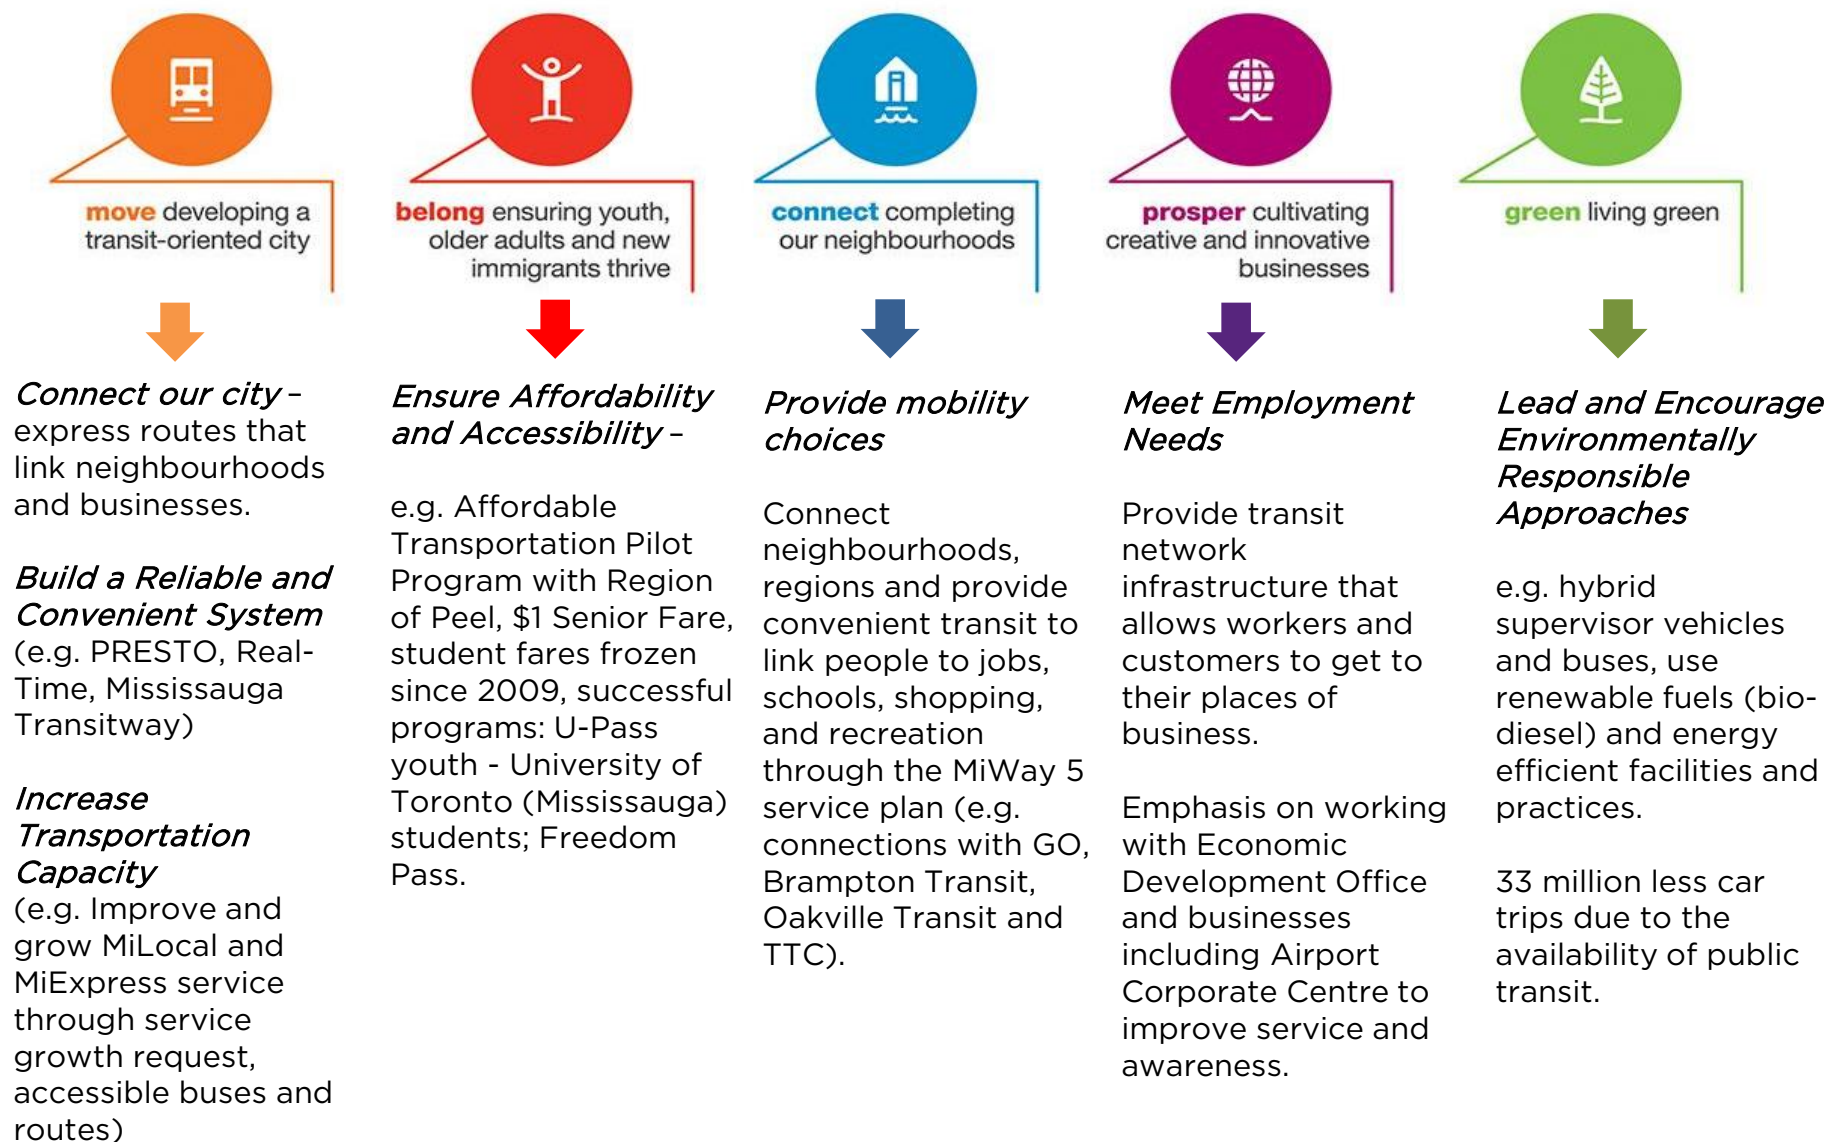 move developing a
transit-oriented city
belong ensuring youth,
older adults and new
immigrants thrive
connect completing
our neighbourhoods
prosper cultivating
creative and innovative
businesses
green living green
Connect our city –
express routes that
link neighbourhoods
and businesses.
Build a Reliable and
Convenient System
(e.g. PRESTO, Real-
Time, Mississauga
Transitway)
Increase
Transportation
Capacity
(e.g. Improve and
grow MiLocal and
MiExpress service
through service
growth request,
accessible buses and
routes)
Ensure Affordability
and Accessibility –
e.g. Affordable
Transportation Pilot
Program with Region
of Peel, $1 Senior Fare,
student fares frozen
since 2009, successful
programs: U-Pass
youth - University of
Toronto (Mississauga)
students; Freedom
Pass.
Provide mobility
choices
Connect
neighbourhoods,
regions and provide
convenient transit to
link people to jobs,
schools, shopping,
and recreation
through the MiWay 5
service plan (e.g.
connections with GO,
Brampton Transit,
Oakville Transit and
TTC).
Meet Employment
Needs
Provide transit
network
infrastructure that
allows workers and
customers to get to
their places of
business.
Emphasis on working
with Economic
Development Office
and businesses
including Airport
Corporate Centre to
improve service and
awareness.
Lead and Encourage
Environmentally
Responsible
Approaches
e.g. hybrid
supervisor vehicles
and buses, use
renewable fuels (bio-
diesel) and energy
efficient facilities and
practices.
33 million less car
trips due to the
availability of public
transit.